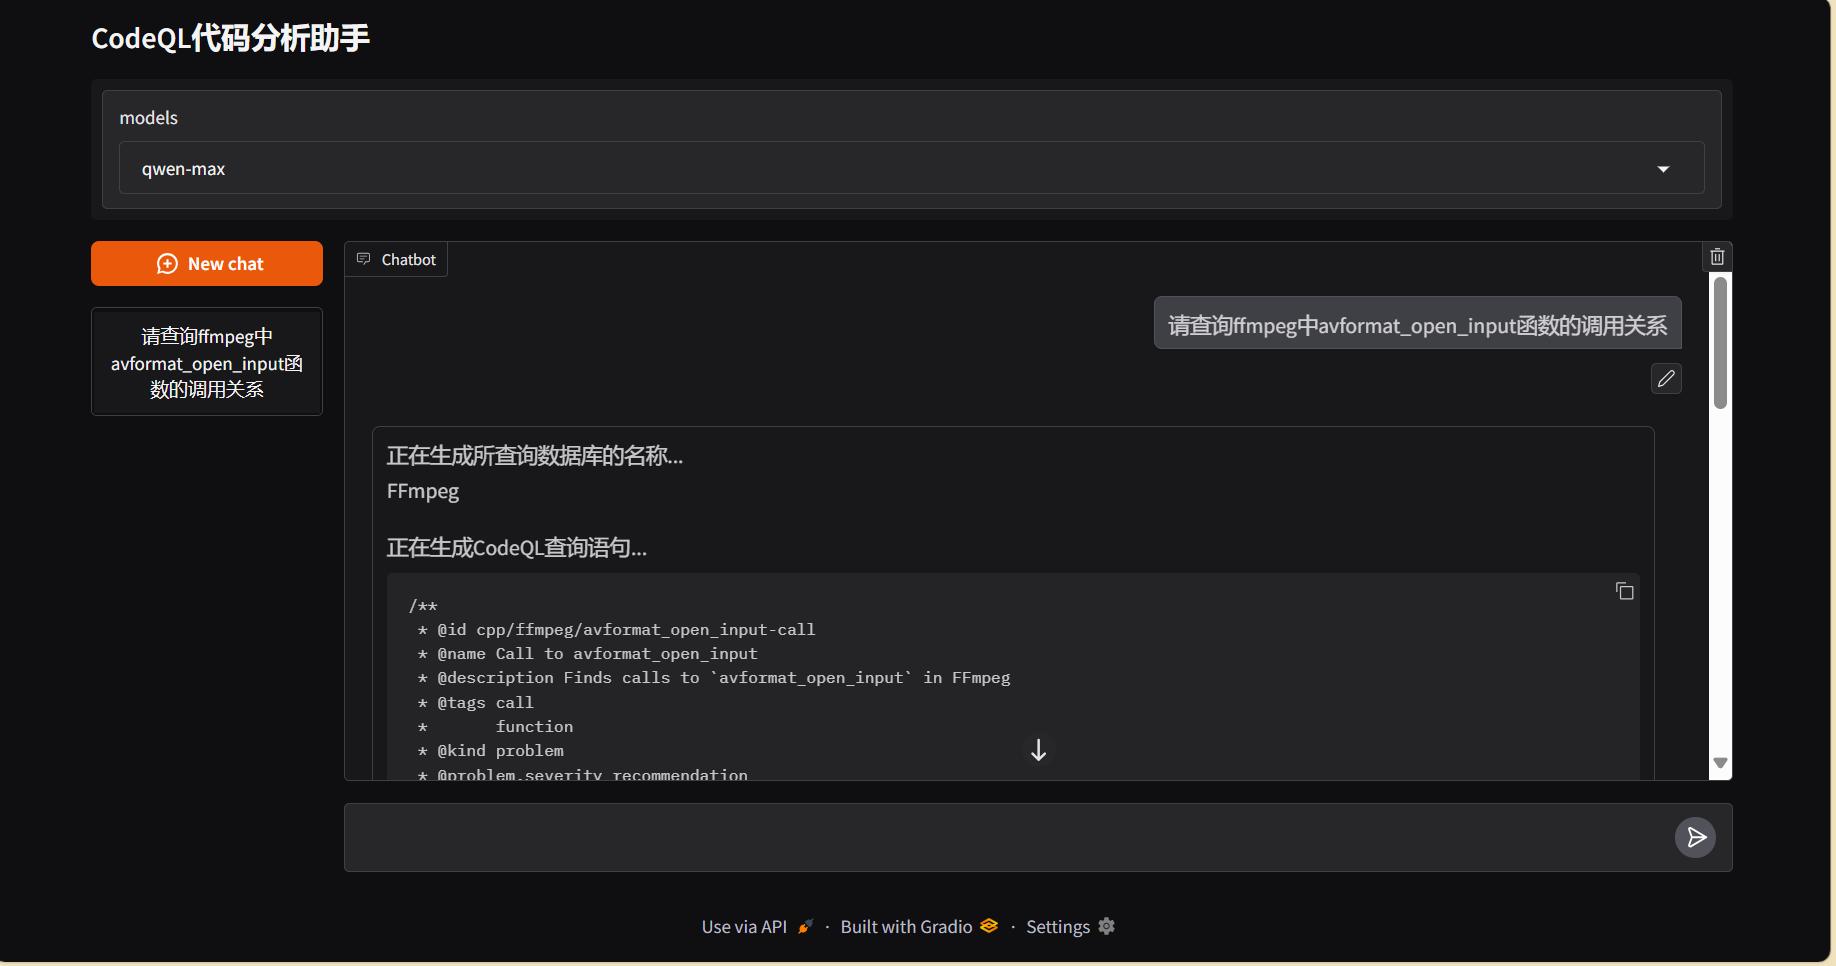 CodeQL代码分析助手
models
qwen-max
New chat
请查询ffmpeg中
avformat_open_input函
数的调用关系
Chatbot
请查询ffmpeg中avformat_open_input函数的调用关系
正在生成所查询数据库的名称...
FFmpeg
正在生成CodeQL查询语句...
/**
* @id cpp/ffmpeg/avformat_open_input-call
* @name Call to avformat_open_input
* @description Finds calls to `avformat_open_input` in FFmpeg
* @tags call
*       function
* @kind problem
* @problem.severity recommendation
Use via API · Built with Gradio · Settings